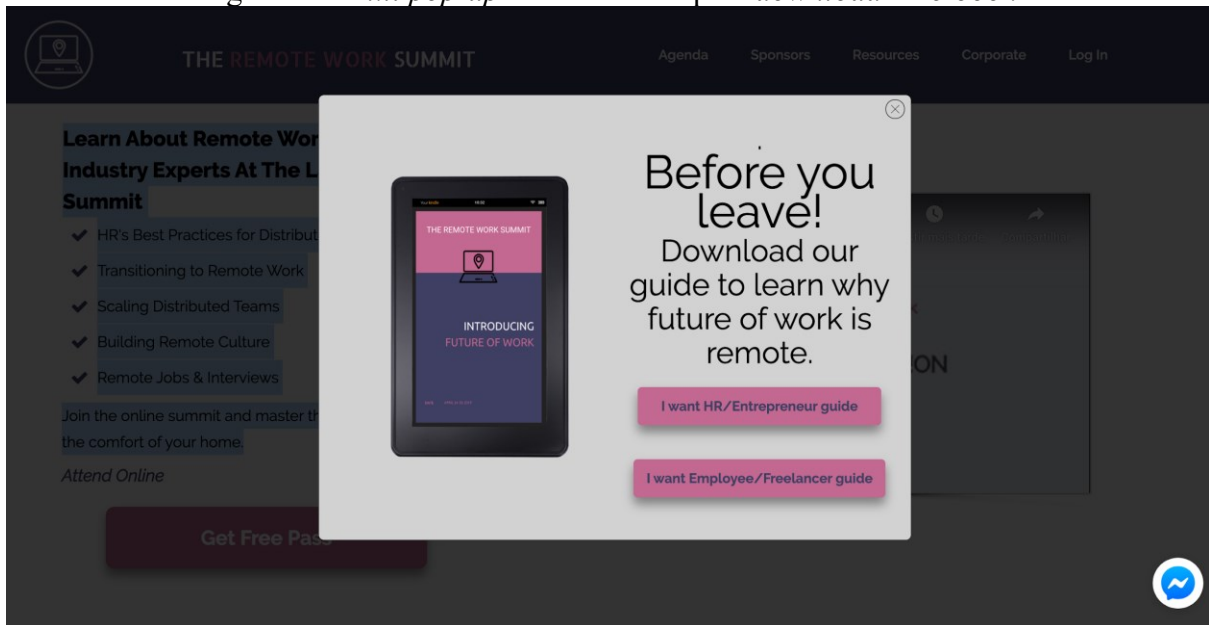 THE REMOTE WORK SUMMIT
Agenda
Sponsors
Resources
Corporate
Log In
Learn About Remote Wor
Industry Experts At The L
Summit
HR's Best Practices for Distribut
Transitioning to Remote Work
Scaling Distributed Teams
Building Remote Culture
Remote Jobs & Interviews
Join the online summit and master th
the comfort of your home.
Attend Online
Get Free Pass
THE REMOTE WORK SUMMIT
INTRODUCING
FUTURE OF WORK
Before you
leave!
Download our
guide to learn why
future of work is
remote.
I want HR/Entrepreneur guide
I want Employee/Freelancer guide
ON